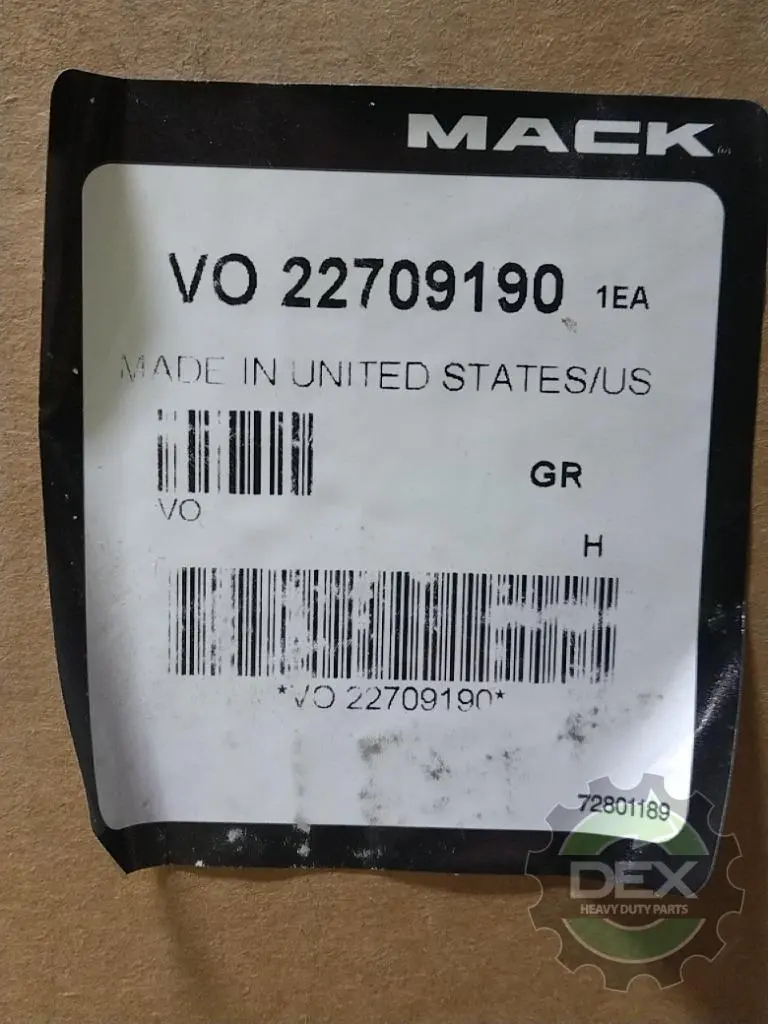 MACK
VO 22709190 1EA
MADE IN UNITED STATES/US
GR
VO
H
*VO 22709190*
72801189
DEX
HEAVY DUTY PARTS